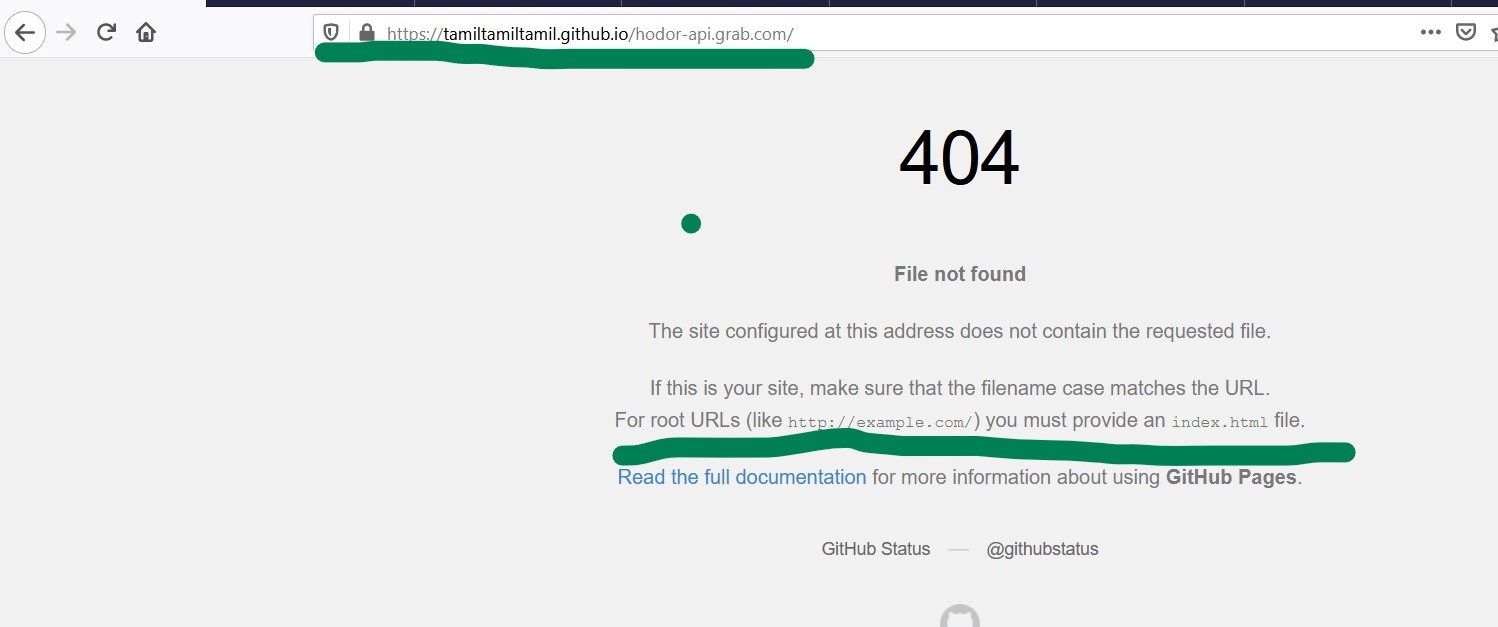 https://tamiltamiltamil.github.io/hodor-api.grab.com/
404
File not found
The site configured at this address does not contain the requested file.
If this is your site, make sure that the filename case matches the URL.
For root URLs (like http://example.com/) you must provide an index.html file.
Read the full documentation for more information about using GitHub Pages.
GitHub Status — @githubstatus